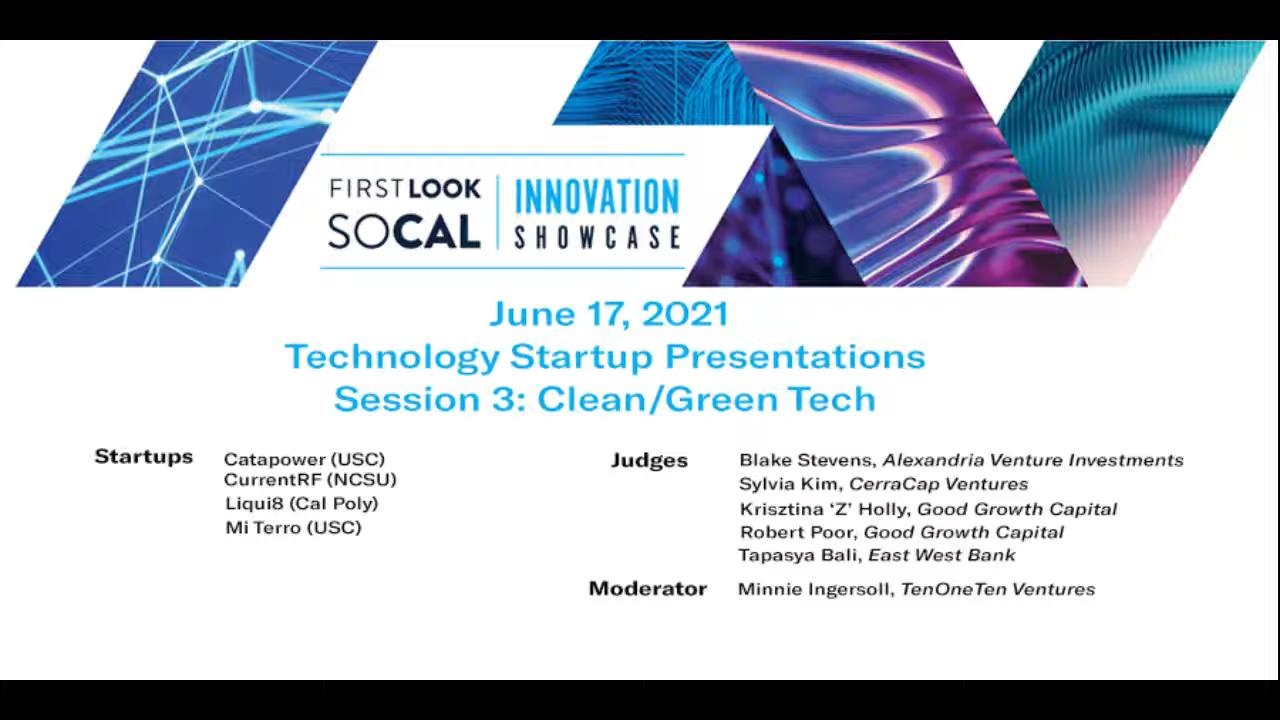 FIRSTLOOK
SOCAL
INNOVATION
SHOWCASE
June 17, 2021
Technology Startup Presentations
Session 3: Clean/Green Tech
Startups
Catapower (USC)
CurrentRF (NCSU)
Liqui8 (Cal Poly)
Mi Terro (USC)
Judges
Blake Stevens, Alexandria Venture Investments
Sylvia Kim, CerraCap Ventures
Krisztina ‘Z’ Holly, Good Growth Capital
Robert Poor, Good Growth Capital
Tapasya Bali, East West Bank
Moderator
Minnie Ingersoll, TenOneTen Ventures